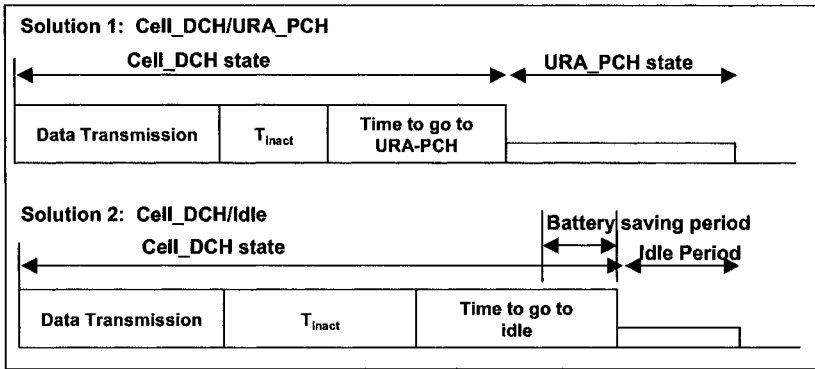 Solution 1: Cell_DCH/URA_PCH
Cell_DCH state
URA_PCH state
Data Transmission
Tinact
Time to go to
URA-PCH
Solution 2: Cell_DCH/Idle
Battery saving period
Cell_DCH state
Idle Period
Data Transmission
Tinact
Time to go to
idle